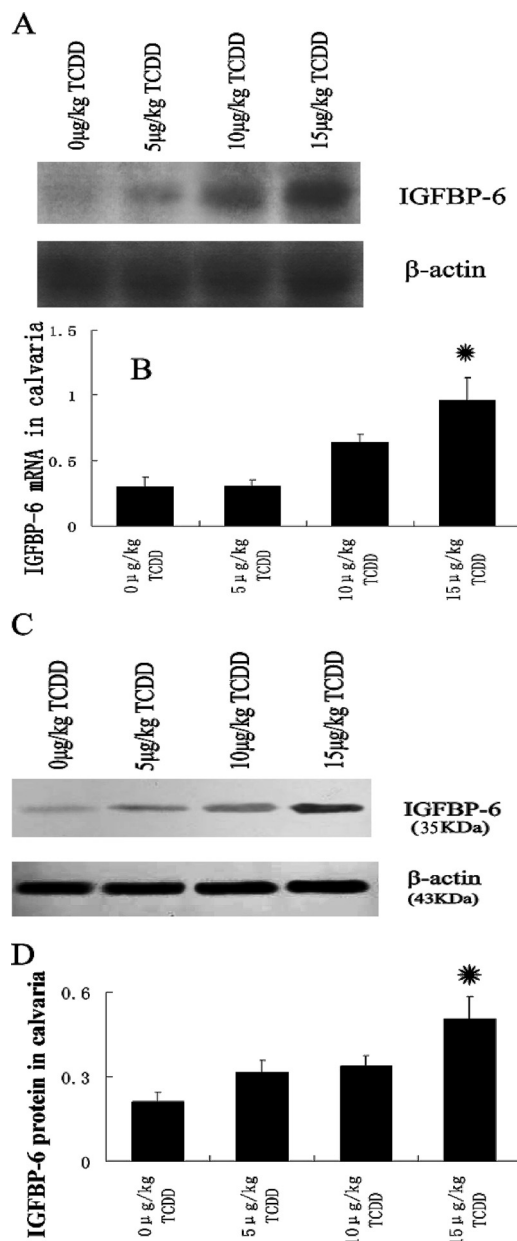 A
0μg/kg TCDD
5μg/kg TCDD
10μg/kg TCDD
15μg/kg TCDD
IGFBP-6
β-actin
IGFBP-6 mRNA in calvaria
1.5
1
0.5
0
B
0μg/kg
TCDD
5μg/kg
TCDD
10μg/kg
TCDD
15μg/kg
TCDD
C
0μg/kg TCDD
5μg/kg TCDD
10μg/kg TCDD
15μg/kg TCDD
IGFBP-6
(35KDa)
β-actin
(43KDa)
D
IGFBP-6 protein in calvaria
0.6
0.3
0
0μg/kg
TCDD
5μg/kg
TCDD
10μg/kg
TCDD
15μg/kg
TCDD